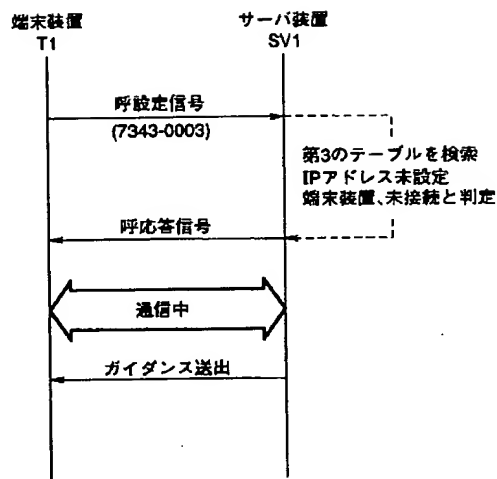 端末装置
T1
サーバ装置
SV1
呼設定信号
(7343-0003)
第3のテーブルを検索
IPアドレス未設定
端末装置、未接続と判定
呼応答信号
通信中
ガイダンス送出